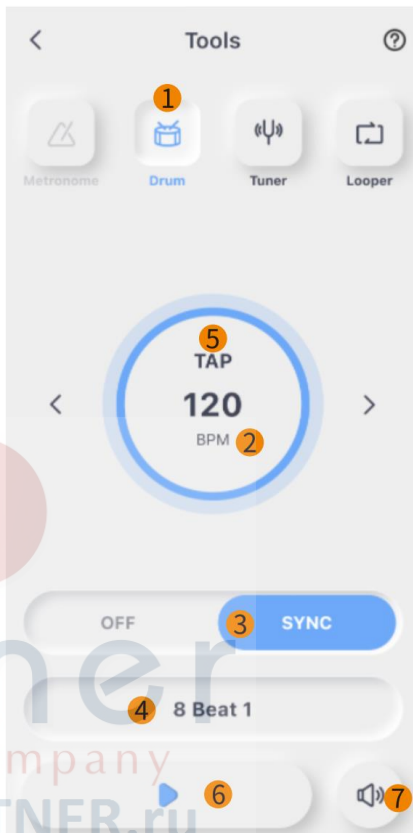 Tools
1
Metronome Drum Tuner Looper
5
TAP
120
BPM 2
OFF 3 SYNC
4 8 Beat 1
6 7
ner
mpany
TNER.ru